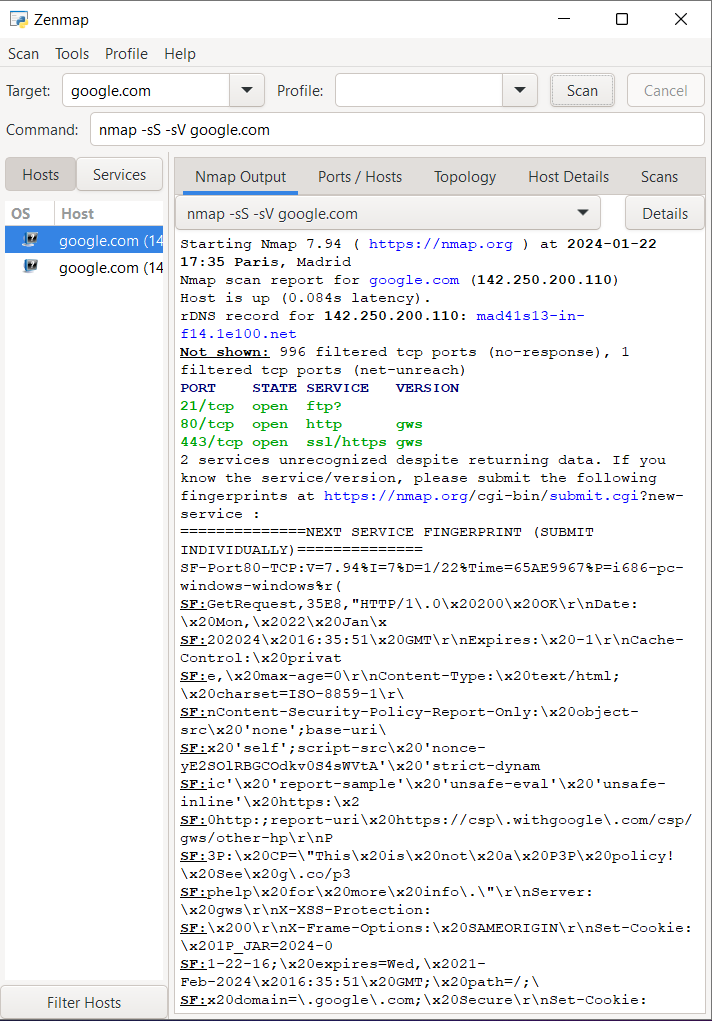 Zenmap
Scan Tools Profile Help
Target: google.com Profile: Scan Cancel
Command: nmap -sS -sV google.com
Hosts Services
OS Host
google.com (14
google.com (14
Filter Hosts
Nmap Output Ports / Hosts Topology Host Details Scans
nmap -sS -sV google.com Details
Starting Nmap 7.94 ( https://nmap.org ) at 2024-01-22
17:35 Paris, Madrid
Nmap scan report for google.com (142.250.200.110)
Host is up (0.084s latency).
rDNS record for 142.250.200.110: mad41s13-in-
f14.1e100.net
Not shown: 996 filtered tcp ports (no-response), 1
filtered tcp ports (net-unreach)
PORT STATE SERVICE VERSION
21/tcp open ftp?
80/tcp open http gws
443/tcp open ssl/https gws
2 services unrecognized despite returning data. If you
know the service/version, please submit the following
fingerprints at https://nmap.org/cgi-bin/submit.cgi?new-
service :
==============NEXT SERVICE FINGERPRINT (SUBMIT
INDIVIDUALLY)==============
SF-Port80-TCP:V=7.94%I=7%D=1/22%Time=65AE9967%P=i686-pc-
windows-windows%r(
SF:GetRequest,35E8,"HTTP/1\.0\x20200\x20OK\r\nDate:
\x20Mon,\x2022\x20Jan\x
SF:202024\x2016:35:51\x20GMT\r\nExpires:\x20-1\r\nCache-
Control:\x20privat
SF:e,\x20max-age=0\r\nContent-Type:\x20text/html;
\x20charset=ISO-8859-1\r\
SF:nContent-Security-Policy-Report-Only:\x20object-
src\x20'none';base-uri\
SF:x20'self';script-src\x20'nonce-
yE2SOlRBGCOdkv0S4sWVtA'\x20'strict-dynam
SF:ic'\x20'report-sample'\x20'unsafe-eval'\x20'unsafe-
inline'\x20https:\x2
SF:0http:;report-uri\x20https://csp\.withgoogle\.com/csp/
gws/other-hp\r\nP
SF:3P:\x20CP=\"This\x20is\x20not\x20a\x20P3P\x20policy!
\x20See\x20g\.co/p3
SF:phelp\x20for\x20more\x20info\.\"\r\nServer:
\x20gws\r\nX-XSS-Protection:
SF:\x200\r\nX-Frame-Options:\x20SAMEORIGIN\r\nSet-Cookie:
\x201P_JAR=2024-0
SF:1-22-16;\x20expires=Wed,\x2021-
Feb-2024\x2016:35:51\x20GMT;\x20path=/;\
SF:x20domain=\.google\.com;\x20Secure\r\nSet-Cookie: